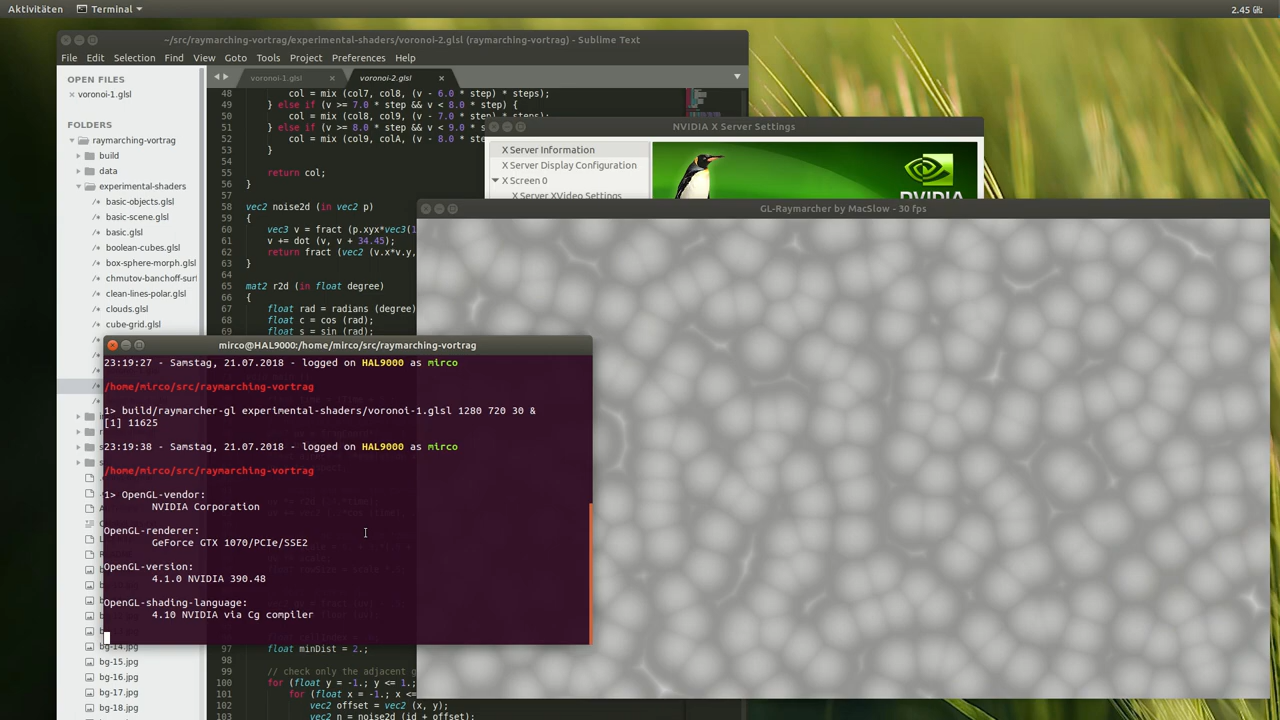 Aktivitäten
Terminal
2.45
~/src/raymarching-vortrag/experimental-shaders/voronoi-2.glsl (raymarching-vortrag) - Sublime Text
File Edit Selection Find View Goto Tools Project Preferences Help
OPEN FILES
voronoi-1.glsl
FOLDERS
raymarching-vortrag
build
data
experimental-shaders
basic-objects.glsl
basic-scene.glsl
basic.glsl
boolean-cubes.glsl
box-sphere-morph.glsl
chmutov-banchoff-surf
clean-lines-polar.glsl
clouds.glsl
cube-grid.glsl
bg-14.jpg
bg-15.jpg
bg-16.jpg
bg-17.jpg
bg-18.jpg
voronoi-1.glsl voronoi-2.glsl
48 col = mix (col7, col8, (v - 6.0 * step) * steps);
49 } else if (v >= 7.0 * step && v < 8.0 * step) {
50 col = mix (col8, col9, (v - 7.0 * step)
51 } else if (v >= 8.0 * step && v < 9.0 * st
52 col = mix (col9, colA, (v - 8.0 * step)
53 }
54
55 return col;
56 }
57
58 vec2 noise2d (in vec2 p)
59 {
60 vec3 v = fract (p.xyx*vec3(1
61 v += dot (v, v + 34.45);
62 return fract (vec2 (v.x*v.y,
63 }
64
65 mat2 r2d (in float degree)
66 {
67 float rad = radians (degree)
68 float c = cos (rad);
69 float s = sin (rad);
97 float minDist = 2.;
98
99 // check only the adjacent g
100 for (float y = -1.; y <= 1.;
101 for (float x = -1.; x <=
102 vec2 offset = vec2 (x, y);
103 vec2 n = noise2d (id + offset);
NVIDIA X Server Settings
X Server Information
X Server Display Configuration
X Screen 0
X Server XVideo Settings
NVIDIA
GL-Raymarcher by MacSlow - 30 fps
mirco@HAL9000:/home/mirco/src/raymarching-vortrag
23:19:27 - Samstag, 21.07.2018 - logged on HAL9000 as mirco
/home/mirco/src/raymarching-vortrag
1> build/raymarcher-gl experimental-shaders/voronoi-1.glsl 1280 720 30 &
[1] 11625
23:19:38 - Samstag, 21.07.2018 - logged on HAL9000 as mirco
/home/mirco/src/raymarching-vortrag
1> OpenGL-vendor:
NVIDIA Corporation
OpenGL-renderer:
GeForce GTX 1070/PCIe/SSE2
OpenGL-version:
4.1.0 NVIDIA 390.48
OpenGL-shading-language:
4.10 NVIDIA via Cg compiler